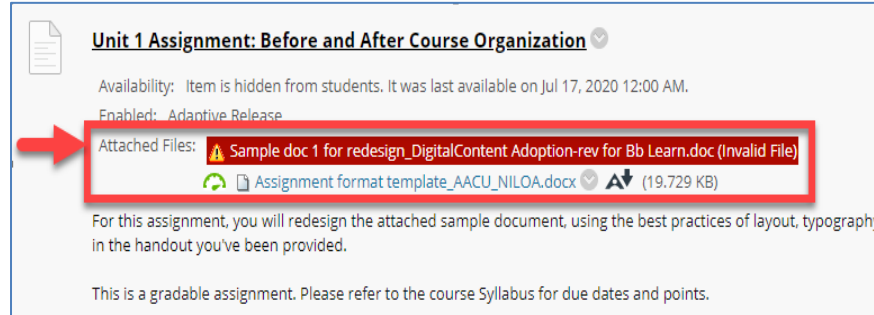 Unit 1 Assignment: Before and After Course Organization
Availability: Item is hidden from students. It was last available on Jul 17, 2020 12:00 AM.
Enabled: Adaptive Release
Attached Files: Sample doc 1 for redesign_DigitalContent Adoption-rev for Bb Learn.doc (Invalid File)
Assignment format template_AACU_NILOA.docx A (19.729 KB)
For this assignment, you will redesign the attached sample document, using the best practices of layout, typography
in the handout you've been provided.
This is a gradable assignment. Please refer to the course Syllabus for due dates and points.